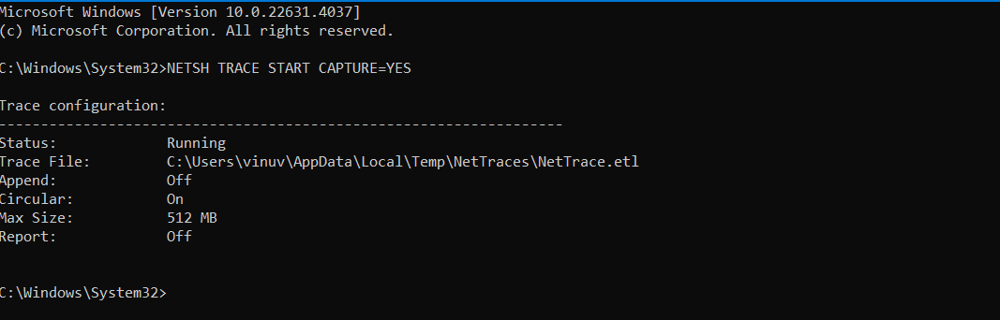 Microsoft Windows [Version 10.0.22631.4037]
(c) Microsoft Corporation. All rights reserved.
C:\Windows\System32>NETSH TRACE START CAPTURE=YES
Trace configuration:
-------------------------------------------------------------------
Status: Running
Trace File: C:\Users\vinuv\AppData\Local\Temp\NetTraces\NetTrace.etl
Append: Off
Circular: On
Max Size: 512 MB
Report: Off
C:\Windows\System32>